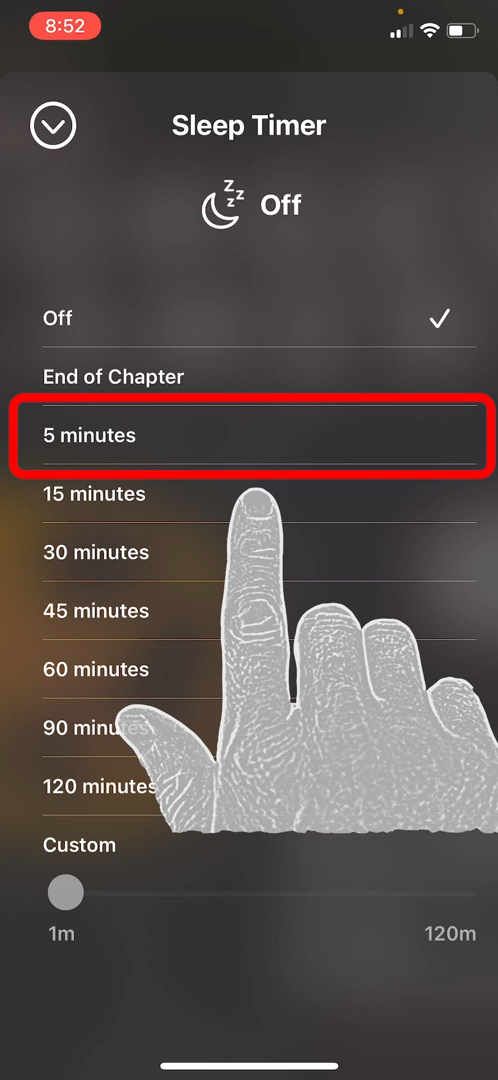 8:52
Sleep Timer
z z z Off
Off
End of Chapter
5 minutes
15 minutes
30 minutes
45 minutes
60 minutes
90 minutes
120 minutes
Custom
1m 120m